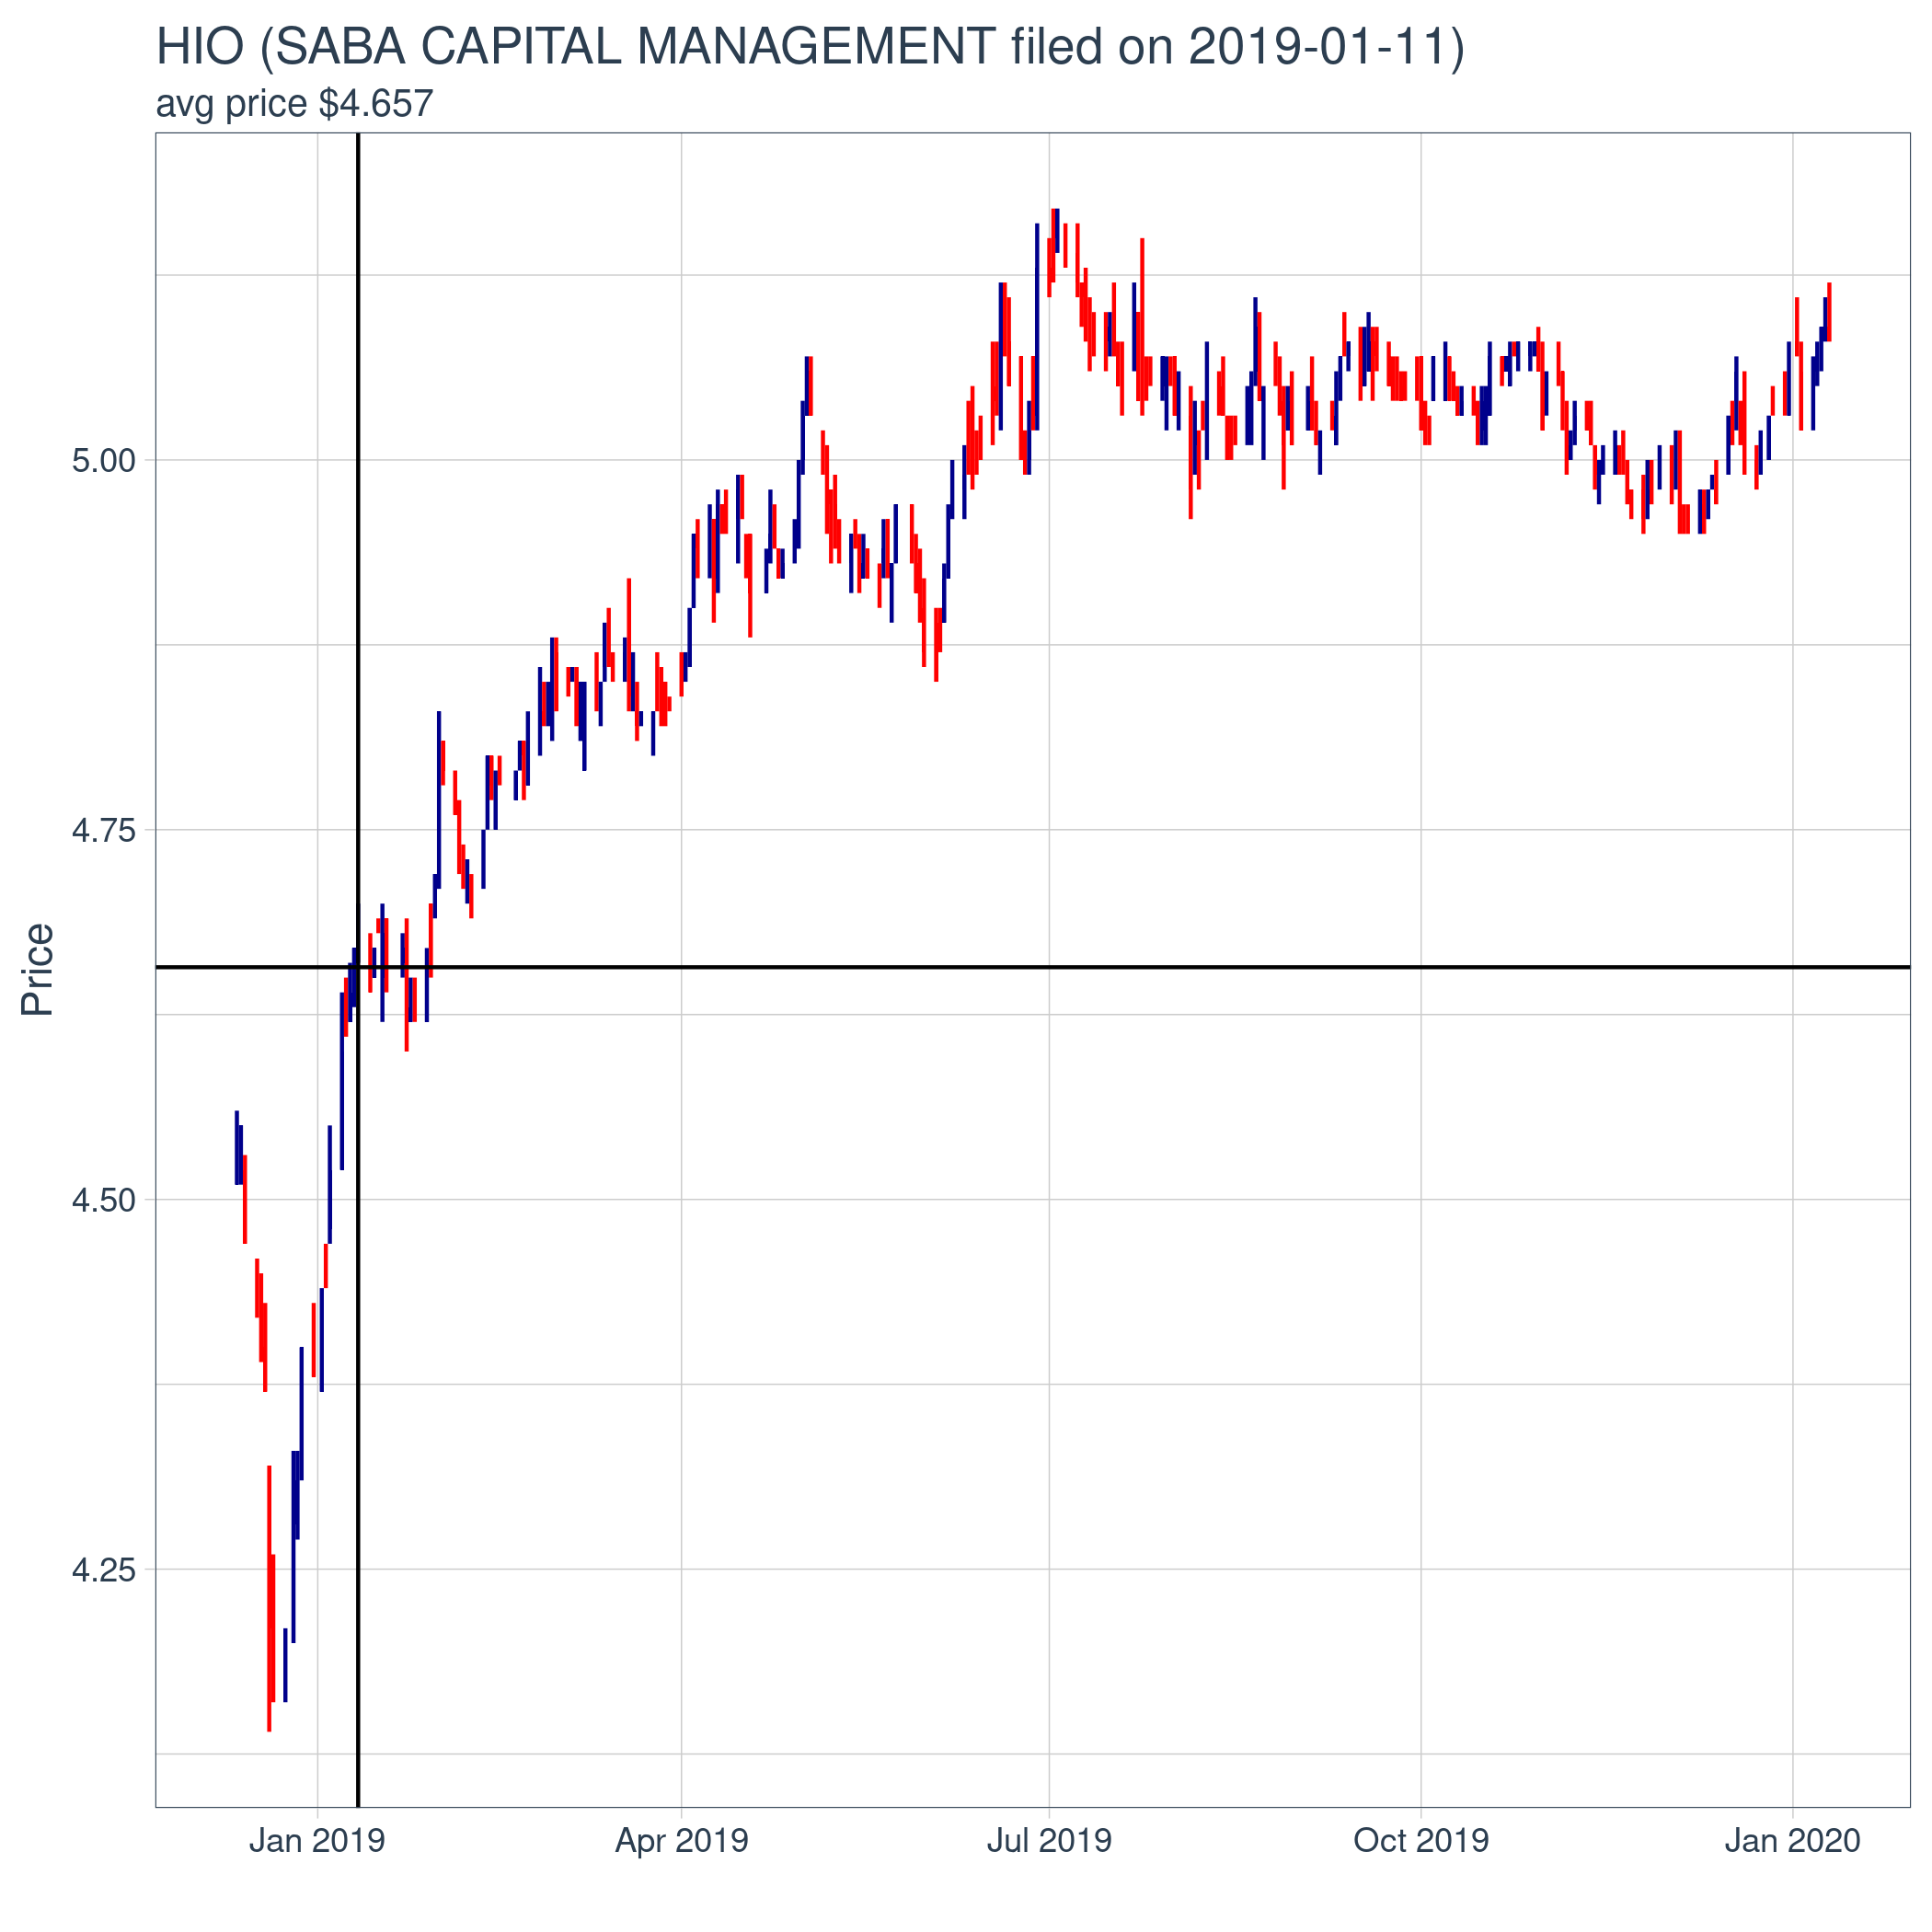 HIO (SABA CAPITAL MANAGEMENT filed on 2019-01-11)
avg price $4.657
5.00
4.75
Price
4.50
4.25
Jan 2019 Apr 2019 Jul 2019 Oct 2019 Jan 2020